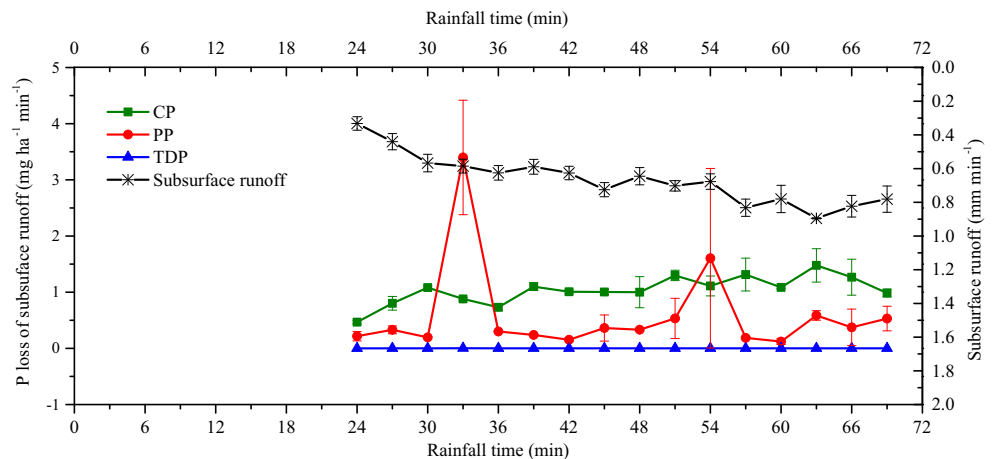 Rainfall time (min)
0 6 12 18 24 30 36 42 48 54 60 66 72
5 0.0
4 0.2
3 0.4
2 0.6
1 0.8
0 1.0
-1 1.2
1.4
1.6
1.8
2.0
P loss of subsuface runoff (mg ha⁻¹ min⁻¹)
CP
PP
TDP
Subsurface runoff
Subsurface runoff (mm min⁻¹)
0 6 12 18 24 30 36 42 48 54 60 66 72
Rainfall time (min)